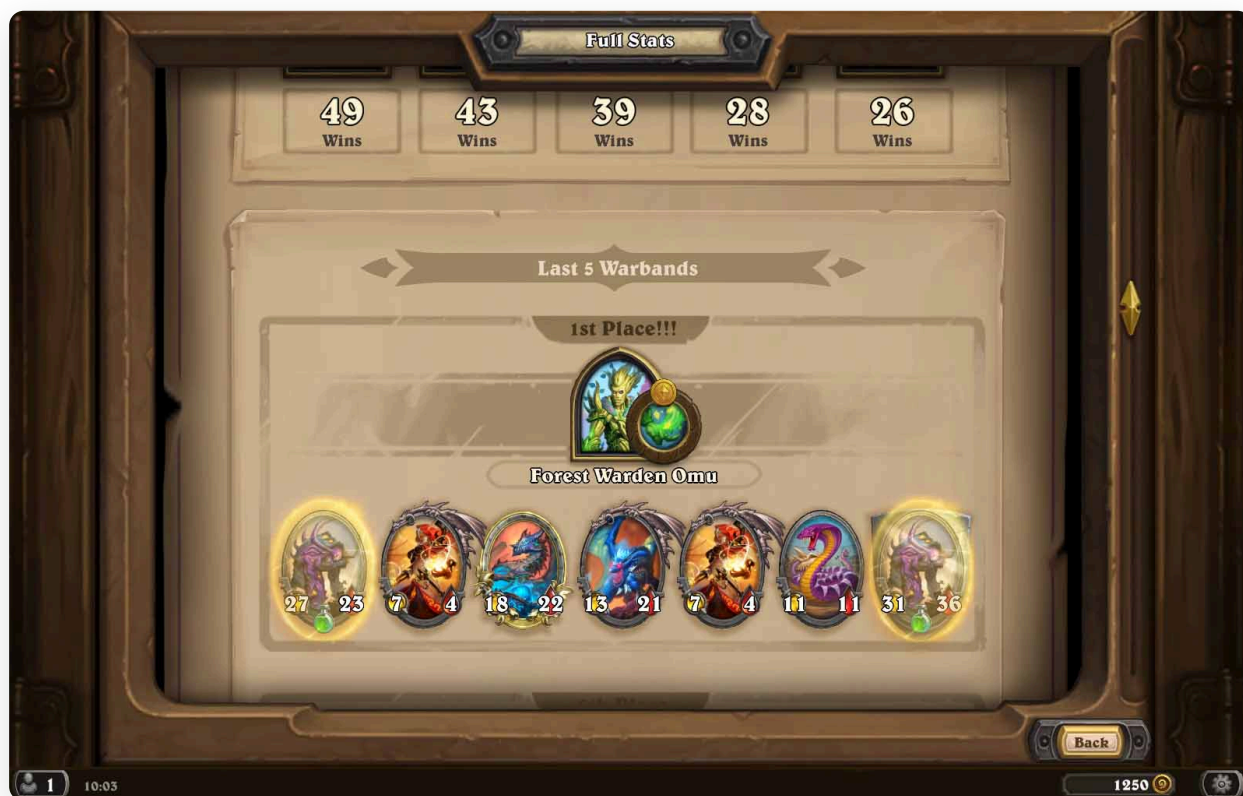 Full Stats
49 43 39 28 26
Wins Wins Wins Wins Wins
Last 5 Warbands
1st Place!!!
Forest Warden Omu
27 23 7 4 18 22 13 21 7 4 11 11 31 36
Back
1 10:03 1250